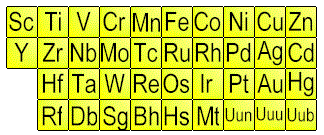 Sc Ti V Cr Mn Fe Co Ni Cu Zn
Y Zr Nb Mo Tc Ru Rh Pd Ag Cd
Hf Ta W Re Os Ir Pt Au Hg
Rf Db Sg Bh Hs Mt Uun Uuu Uub